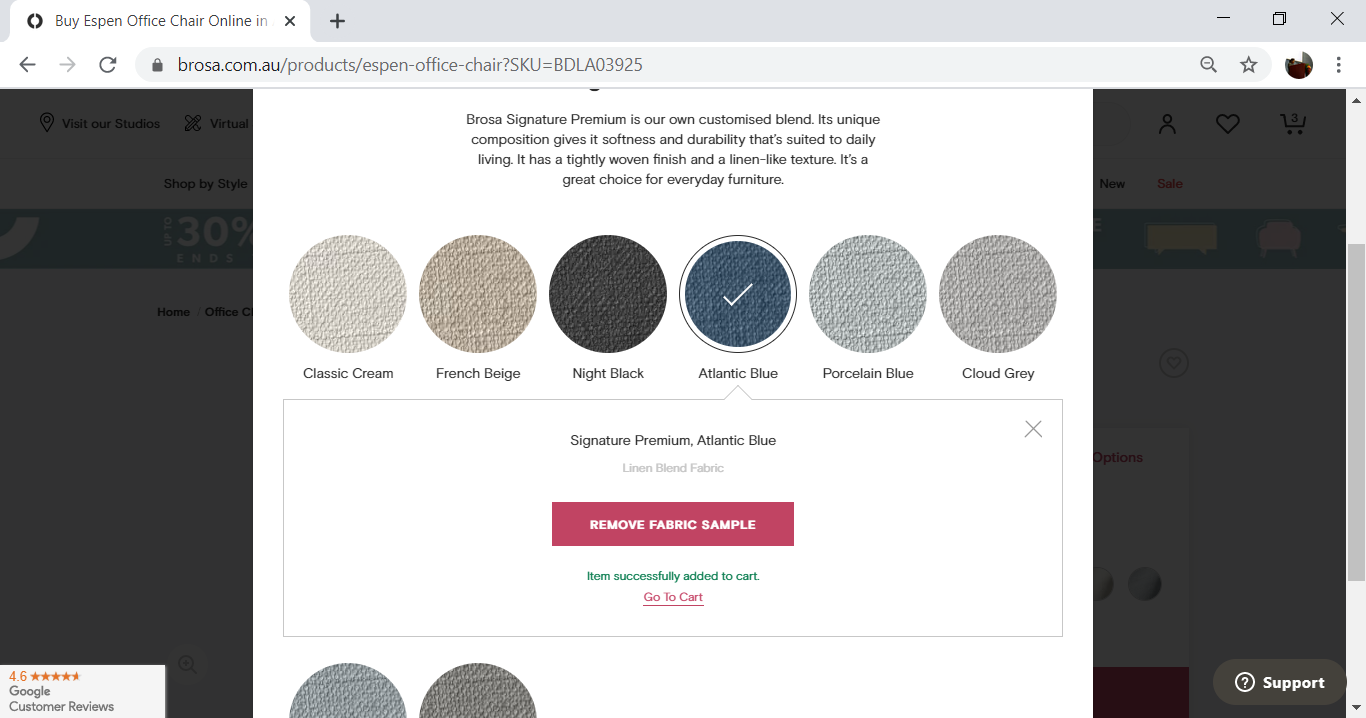 Buy Espen Office Chair Online in
brosa.com.au/products/espen-office-chair?SKU=BDLA03925
Visit our Studios
Virtual
3
Shop by Style
New
Sale
UP TO
30%
ENDS
Home / Office C
Brosa Signature Premium is our own customised blend. Its unique
composition gives it softness and durability that's suited to daily
living. It has a tightly woven finish and a linen-like texture. It's a
great choice for everyday furniture.
Classic Cream
French Beige
Night Black
Atlantic Blue
Porcelain Blue
Cloud Grey
Signature Premium, Atlantic Blue
Linen Blend Fabric
REMOVE FABRIC SAMPLE
Item successfully added to cart.
Go To Cart
Options
4.6
Google
Customer Reviews
Support